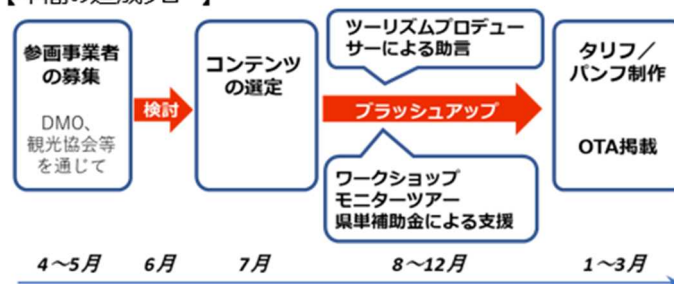 参画事業者
の募集
DMO、
観光協会等
を通じて
検討
コンテンツ
の選定
ツーリズムプロデュー
サーによる助言
ブラッシュアップ
ワークショップ
モニターツアー
県単補助金による支援
タリフ／
パンフ制作
OTA掲載
4～5月
6月
7月
8～12月
1～3月